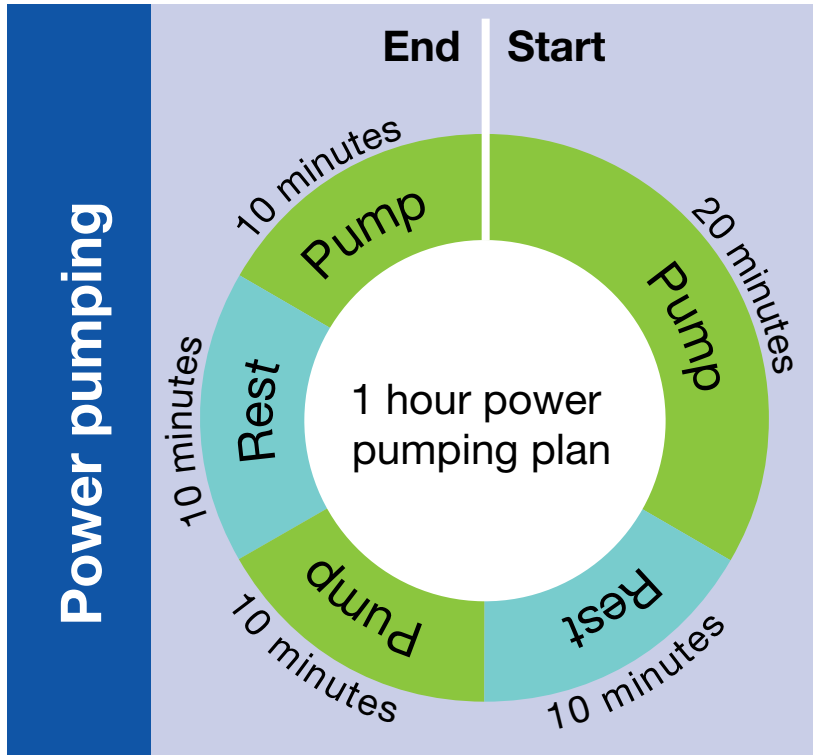 Power pumping
End
Start
20 minutes
Pump
10 minutes
Rest
10 minutes
Pump
10 minutes
Rest
10 minutes
Pump
1 hour power
pumping plan